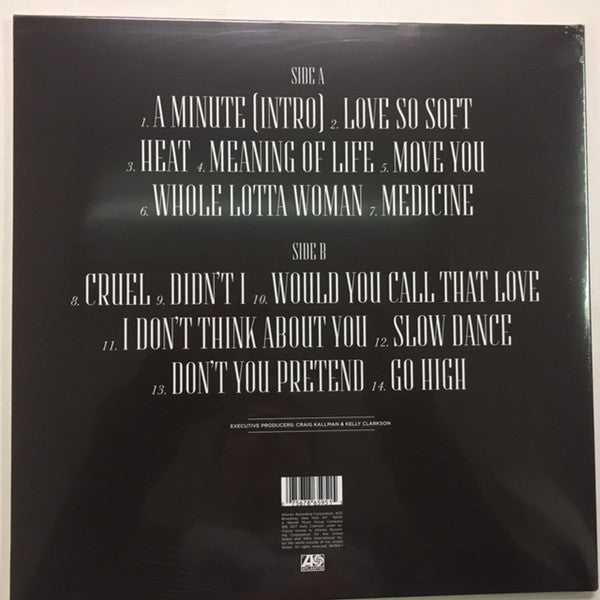 SIDE A
1. A MINUTE (INTRO) 2. LOVE SO SOFT
3. HEAT 4. MEANING OF LIFE 5. MOVE YOU
6. WHOLE LOTTA WOMAN 7. MEDICINE
SIDE B
8. CRUEL 9. DIDN'T I 10. WOULD YOU CALL THAT LOVE
11. I DON'T THINK ABOUT YOU 12. SLOW DANCE
13. DON'T YOU PRETEND 14. GO HIGH
EXECUTIVE PRODUCERS: CRAIG KALLMAN & KELLY CLARKSON
ATLANTIC